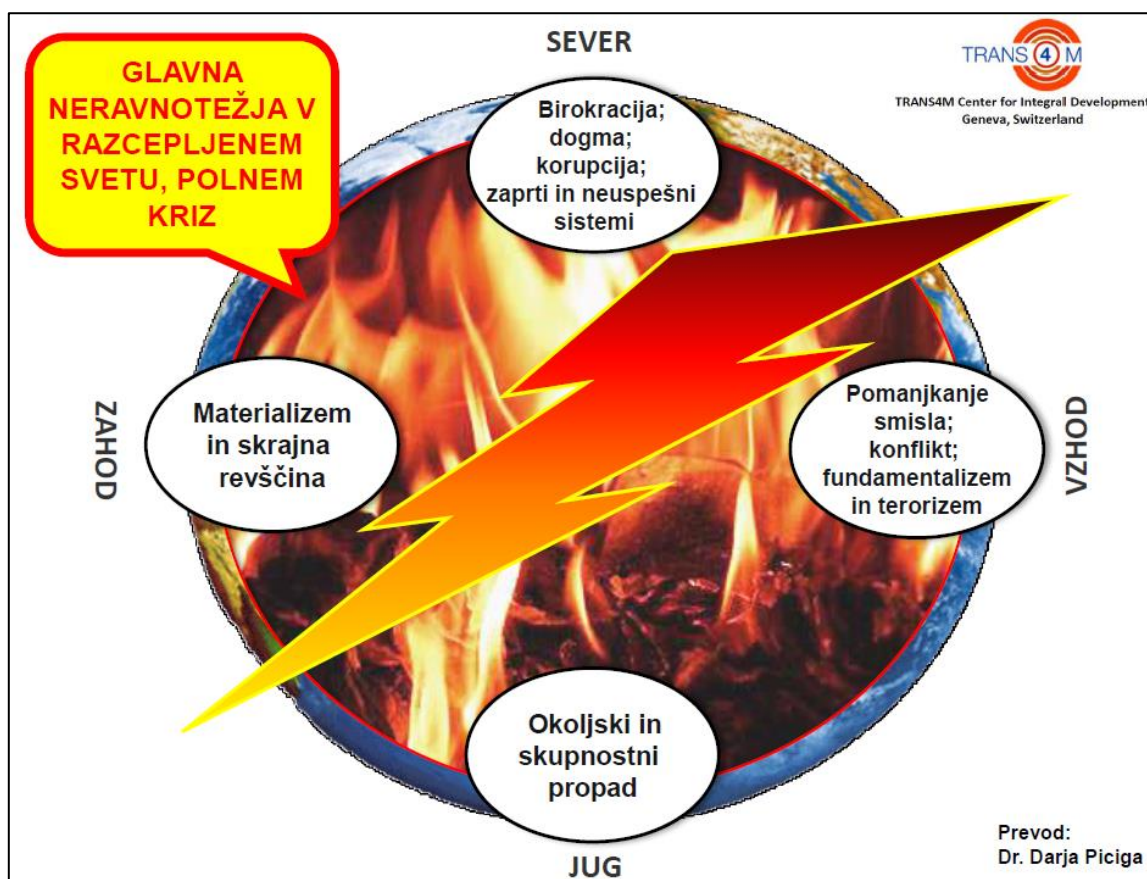 GLAVNA
NERAVNOTEŽJA V
RAZCEPLJENEM
SVETU, POLNEM
KRIZ
SEVER
TRANS 4 M
TRANS4M Center for Integral Development
Geneva, Switzerland
Birokracija;
dogma;
korupcija;
zaprti in neuspešni
sistemi
ZAHOD
Materializem
in skrajna
revščina
Pomanjkanje
smisla;
konflikt;
fundamentalizem
in terorizem
VZHOD
Okoljski in
skupnostni
propad
JUG
Prevod:
Dr. Darja Piciga